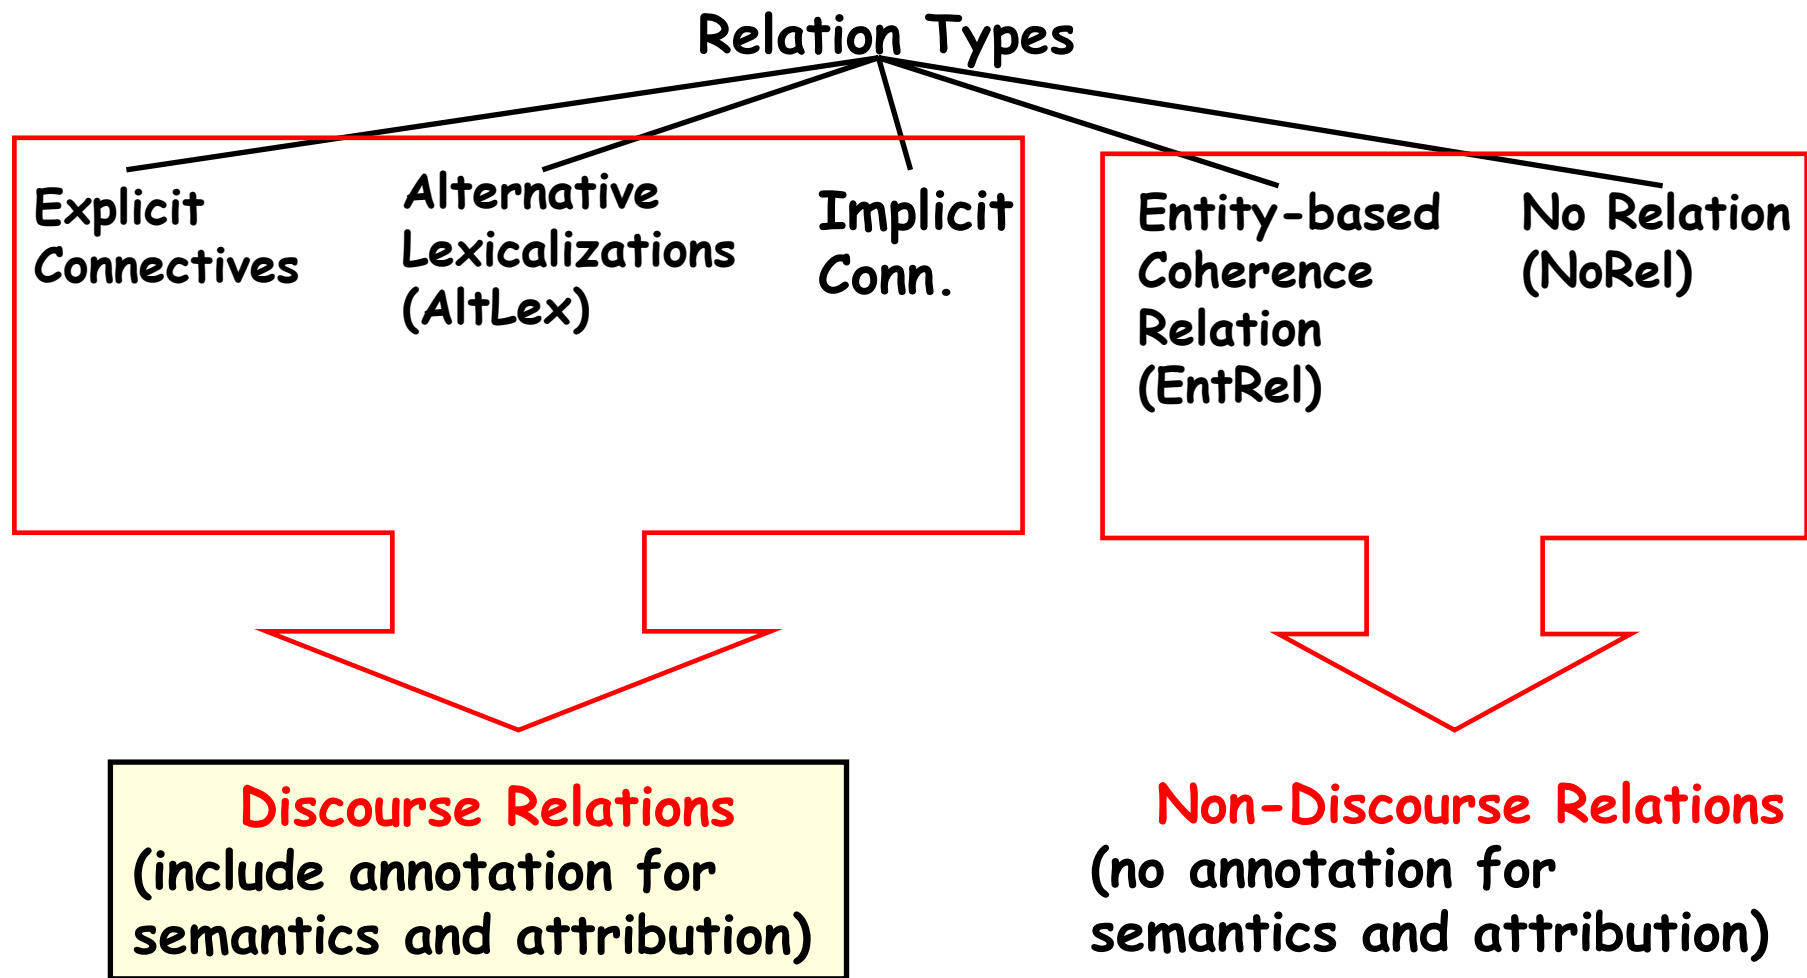 Relation Types
Explicit
Connectives
Alternative
Lexicalizations
(AltLex)
Implicit
Conn.
Entity-based
Coherence
Relation
(EntRel)
No Relation
(NoRel)
Discourse Relations
(include annotation for
semantics and attribution)
Non-Discourse Relations
(no annotation for
semantics and attribution)